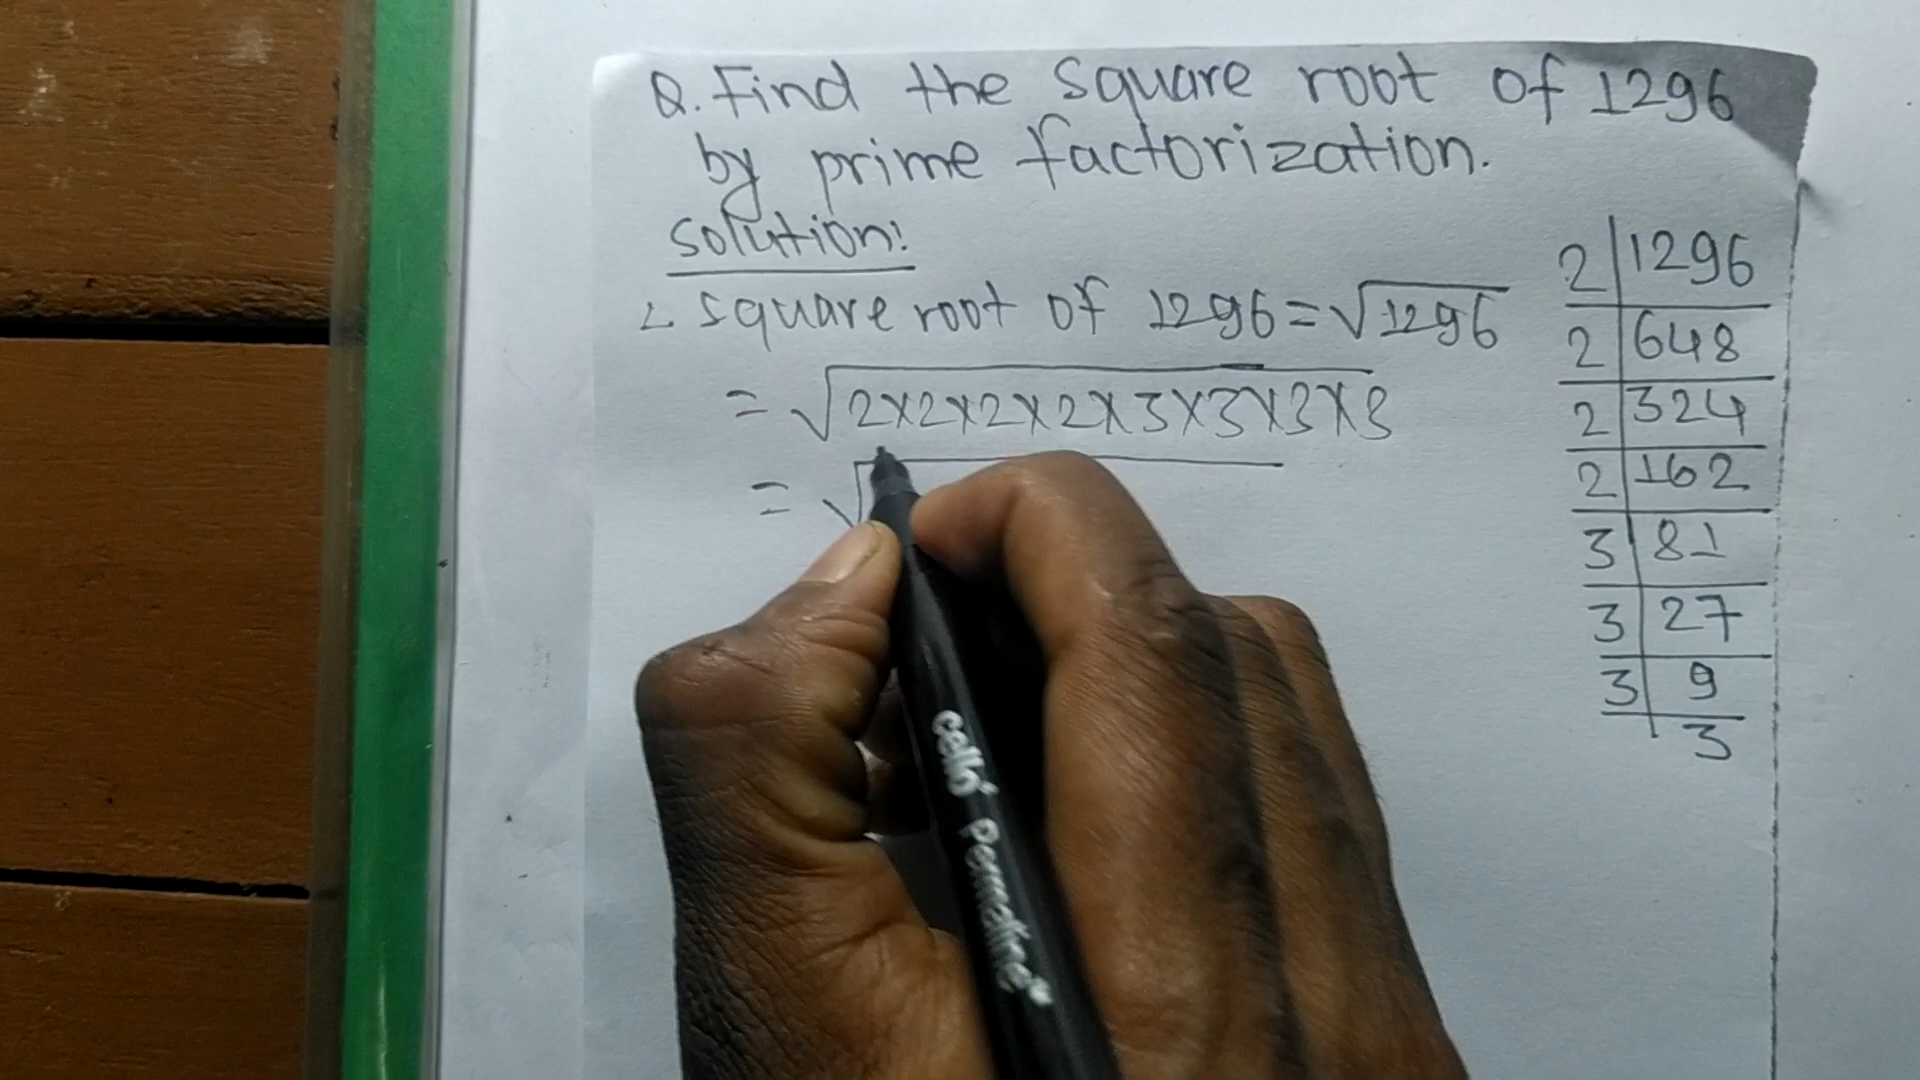 Q. Find the square root of 1296
by prime factorization.
Solution:
∴ square root of 1296 = √1296
= √2×2×2×2×3×3×3×3
= √
2 | 1296
2 | 648
2 | 324
2 | 162
3 | 81
3 | 27
3 | 9
3
cello Pemaline